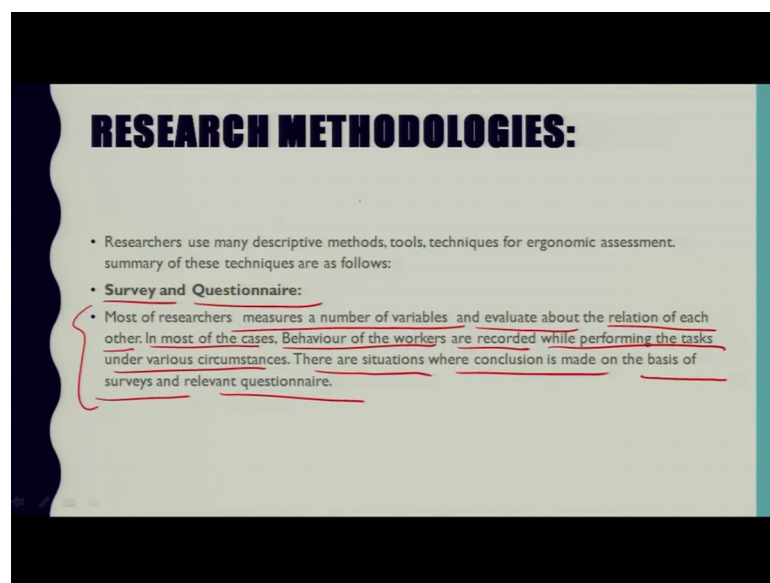 RESEARCH METHODOLOGIES:
• Researchers use many descriptive methods, tools, techniques for ergonomic assessment.
summary of these techniques are as follows:
• Survey and Questionnaire:
• Most of researchers measures a number of variables and evaluate about the relation of each
other. In most of the cases, Behaviour of the workers are recorded while performing the tasks
under various circumstances. There are situations where conclusion is made on the basis of
surveys and relevant questionnaire.